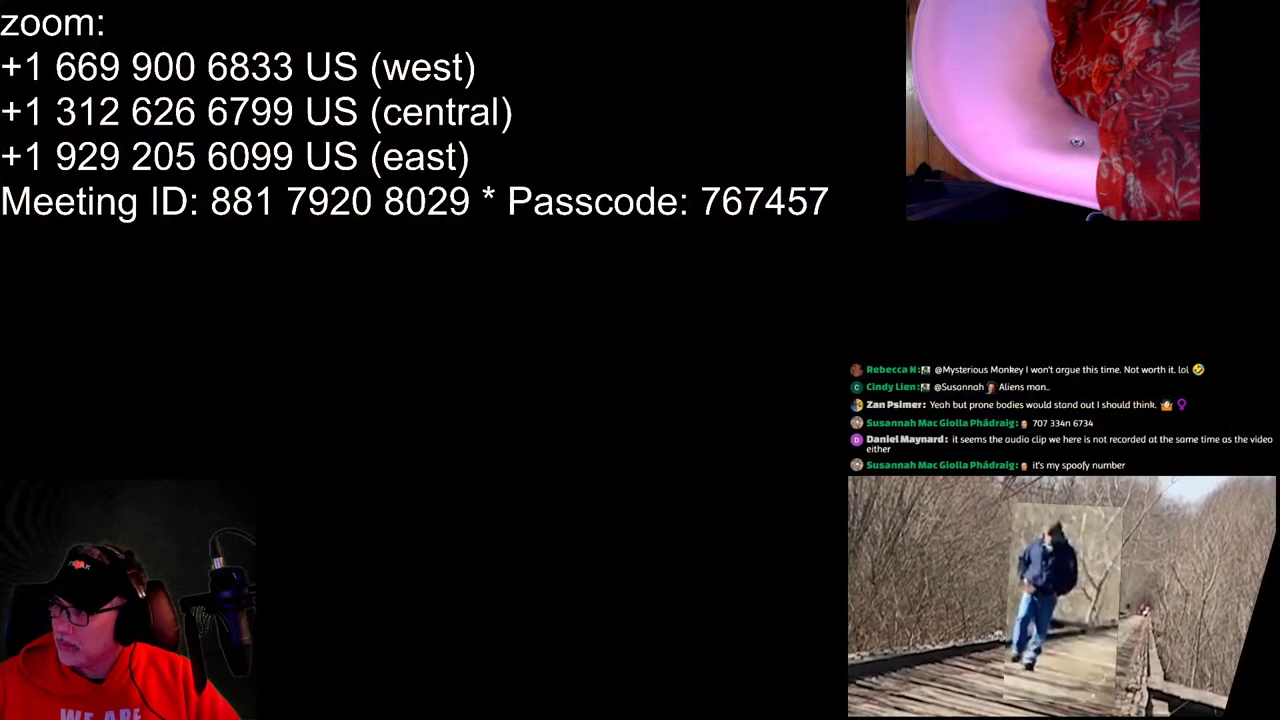 zoom:
+1 669 900 6833 US (west)
+1 312 626 6799 US (central)
+1 929 205 6099 US (east)
Meeting ID: 881 7920 8029 * Passcode: 767457
Rebecca N: @Mysterious Monkey I won't argue this time. Not worth it. lol 🤣
Cindy Lien: @Susannah Aliens man..
Zan Psimer: Yeah but prone bodies would stand out I should think. 🤷♀
Susannah Mac Giolla Phádraig: 707 334n 6734
Daniel Maynard: it seems the audio clip we here is not recorded at the same time as the video
either
Susannah Mac Giolla Phádraig: it's my spoofy number
WE ARE